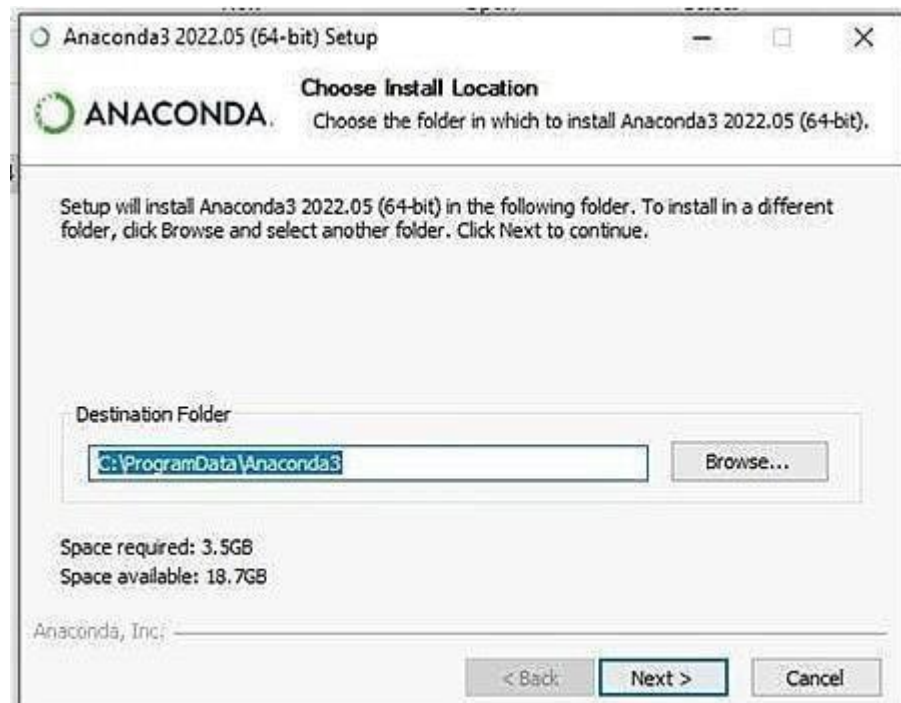 Anaconda3 2022.05 (64-bit) Setup
ANACONDA.
Choose Install Location
Choose the folder in which to install Anaconda3 2022.05 (64-bit).
Setup will install Anaconda3 2022.05 (64-bit) in the following folder. To install in a different
folder, click Browse and select another folder. Click Next to continue.
Destination Folder
C:\ProgramData\Anaconda3
Browse...
Space required: 3.5GB
Space available: 18.7GB
Anaconda, Inc.
< Back
Next >
Cancel